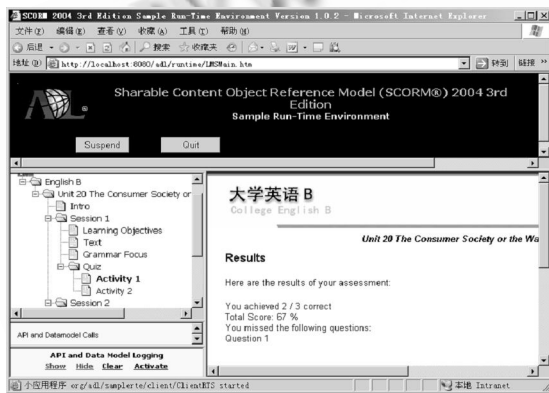 SCORM 2004 3rd Edition Sample Run-Time Environment Version 1.0.2 - Microsoft Internet Explorer
文件(F) 编辑(E) 查看(V) 收藏(A) 工具(T) 帮助(H)
后退 搜索 收藏夹
地址(D) http://localhost:8080/adl/runtime/LMSMain.htm 转到 链接 »
ADL®
Sharable Content Object Reference Model (SCORM®) 2004 3rd
Edition
Sample Run-Time Environment
Suspend Quit
English B
Unit 20 The Consumer Society or
Intro
Session 1
Learning Objectives
Text
Grammar Focus
Quiz
Activity 1
Activity 2
Session 2
API and Datamodel Calls
API and Data Model Logging
Show Hide Clear Activate
大学英语 B
College English B
Unit 20 The Consumer Society or the Wa
Results
Here are the results of your assessment:
You achieved 2 / 3 correct
Total Score: 67 %
You missed the following questions:
Question 1
小应用程序 org/adl/samplerte/client/ClientRTS started 本地 Intranet